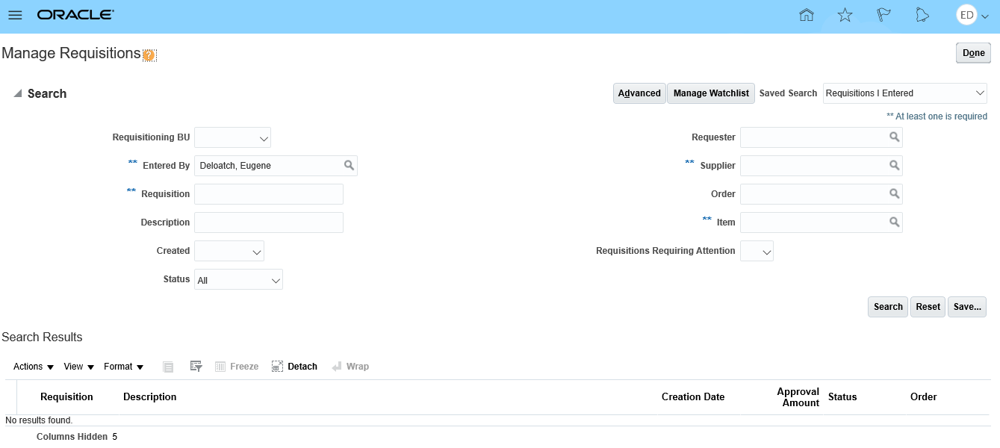 ORACLE
ED
Manage Requisitions ?
Done
Search
Advanced Manage Watchlist Saved Search Requisitions I Entered
** At least one is required
Requisitioning BU
Requester
** Entered By Deloatch, Eugene
** Supplier
** Requisition
Order
Description
** Item
Created
Requisitions Requiring Attention
Status All
Search Reset Save...
Search Results
Actions View Format Freeze Detach Wrap
Requisition Description Creation Date Approval Amount Status Order
No results found.
Columns Hidden 5